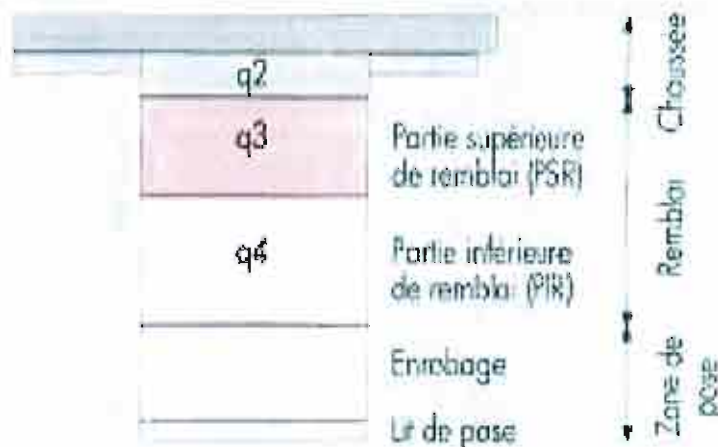 q2
q3
Partie supérieure
de remblai (PSR)
q4
Partie inférieure
de remblai (PIR)
Enrobage
Lit de pose
Chaussée
Remblai
Zone de
pose